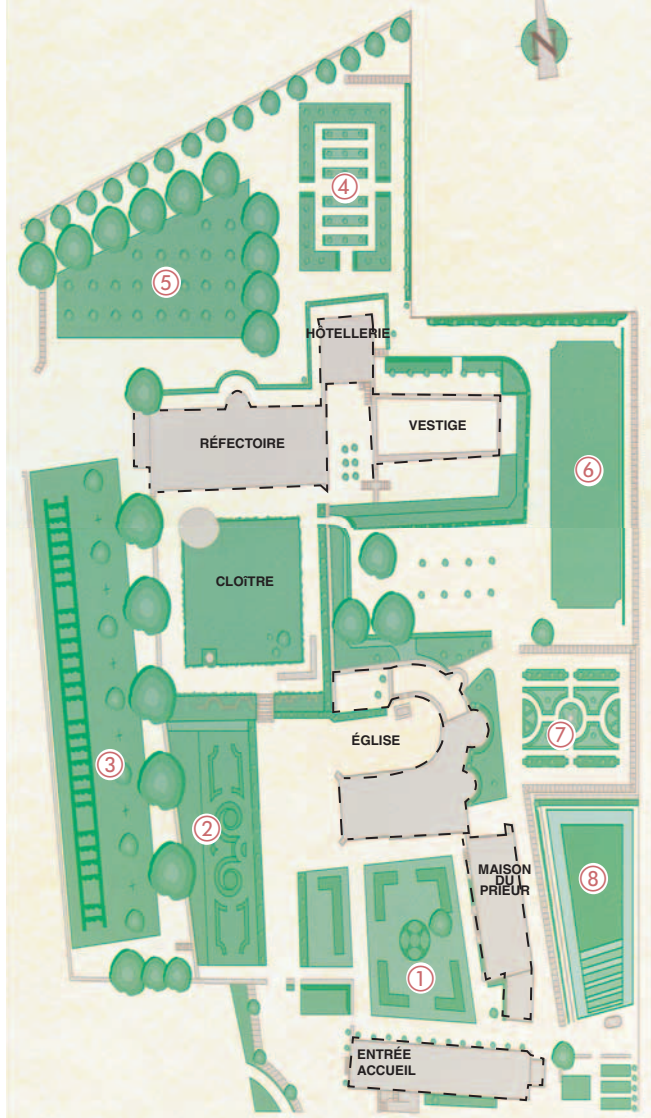 N
④
⑤
HÔTELLERIE
VESTIGE
RÉFECTOIRE
⑥
CLOîTRE
⑦
ÉGLISE
③
②
MAISON
DU
PRIEUR
⑧
①
ENTRÉE
ACCUEIL